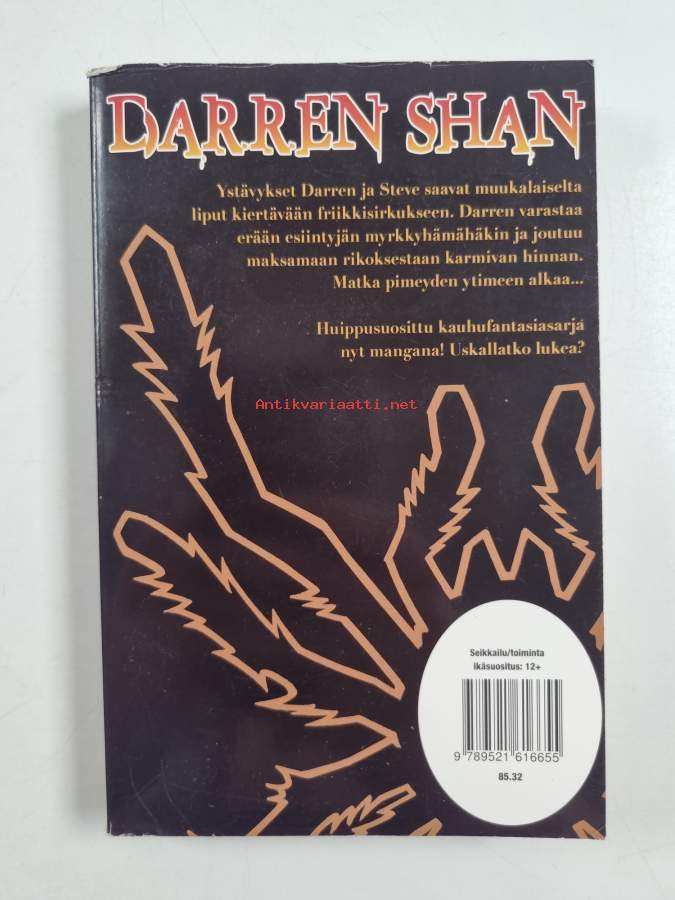 DARREN SHAN
Ystävykset Darren ja Steve saavat muukalaiselta
liput kiertävään friikkisirkukseen. Darren varastaa
erään esiintyjän myrkkyhämähäkin ja joutuu
maksamaan rikoksestaan karmivan hinnan.
Matka pimeyden ytimeen alkaa...
Huippusuosittu kauhufantasiasarja
nyt mangana! Uskallatko lukea?
Antikvariaatti.net
Seikkailu/toiminta
Ikäsuositus: 12+
9 789521 616655
85.32